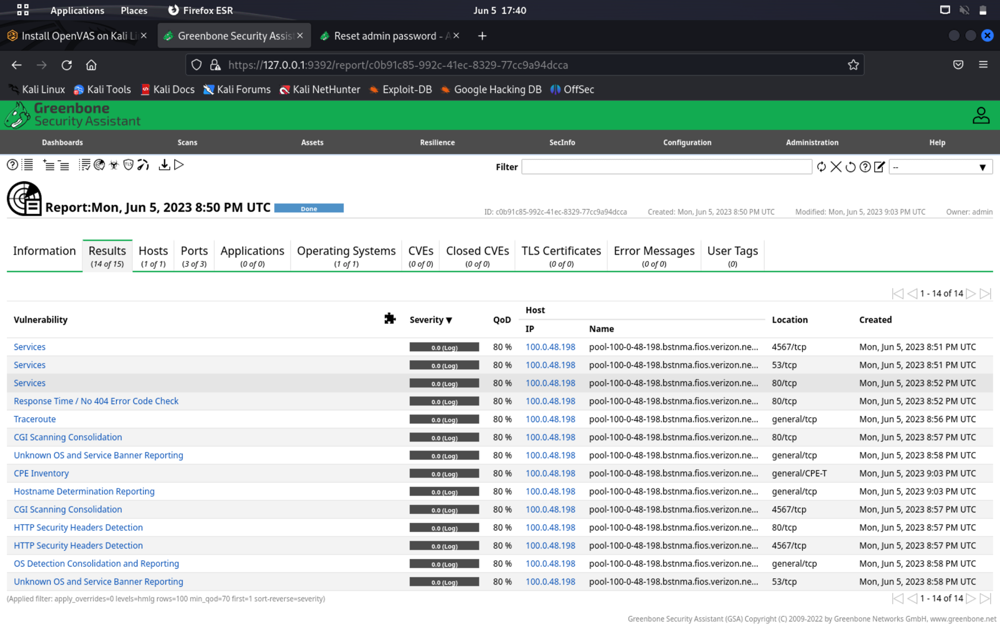 Applications Places Firefox ESR Jun 5 17:40
Install OpenVAS on Kali Li Greenbone Security Assis Reset admin password - A
https://127.0.0.1:9392/report/c0b91c85-992c-41ec-8329-77cc9a94dcca
Kali Linux Kali Tools Kali Docs Kali Forums Kali NetHunter Exploit-DB Google Hacking DB OffSec
Greenbone
Security Assistant
Dashboards Scans Assets Resilience SecInfo Configuration Administration Help
Filter --
Report:Mon, Jun 5, 2023 8:50 PM UTC Done ID: c0b91c85-992c-41ec-8329-77cc9a94dcca Created: Mon, Jun 5, 2023 8:50 PM UTC Modified: Mon, Jun 5, 2023 9:03 PM UTC Owner: admin
Information Results Hosts Ports Applications Operating Systems CVEs Closed CVEs TLS Certificates Error Messages User Tags
(14 of 15) (1 of 1) (3 of 3) (0 of 0) (1 of 1) (0 of 0) (0 of 0) (0 of 0) (0 of 0) (0)
1 - 14 of 14
Host
Vulnerability Severity ▼ QoD Location Created
IP Name
Services 0.0 (Log) 80 % 100.0.48.198 pool-100-0-48-198.bstnma.fios.verizon.ne... 4567/tcp Mon, Jun 5, 2023 8:51 PM UTC
Services 0.0 (Log) 80 % 100.0.48.198 pool-100-0-48-198.bstnma.fios.verizon.ne... 53/tcp Mon, Jun 5, 2023 8:51 PM UTC
Services 0.0 (Log) 80 % 100.0.48.198 pool-100-0-48-198.bstnma.fios.verizon.ne... 80/tcp Mon, Jun 5, 2023 8:52 PM UTC
Response Time / No 404 Error Code Check 0.0 (Log) 80 % 100.0.48.198 pool-100-0-48-198.bstnma.fios.verizon.ne... 80/tcp Mon, Jun 5, 2023 8:52 PM UTC
Traceroute 0.0 (Log) 80 % 100.0.48.198 pool-100-0-48-198.bstnma.fios.verizon.ne... general/tcp Mon, Jun 5, 2023 8:56 PM UTC
CGI Scanning Consolidation 0.0 (Log) 80 % 100.0.48.198 pool-100-0-48-198.bstnma.fios.verizon.ne... 80/tcp Mon, Jun 5, 2023 8:57 PM UTC
Unknown OS and Service Banner Reporting 0.0 (Log) 80 % 100.0.48.198 pool-100-0-48-198.bstnma.fios.verizon.ne... general/tcp Mon, Jun 5, 2023 8:58 PM UTC
CPE Inventory 0.0 (Log) 80 % 100.0.48.198 pool-100-0-48-198.bstnma.fios.verizon.ne... general/CPE-T Mon, Jun 5, 2023 9:03 PM UTC
Hostname Determination Reporting 0.0 (Log) 80 % 100.0.48.198 pool-100-0-48-198.bstnma.fios.verizon.ne... general/tcp Mon, Jun 5, 2023 9:03 PM UTC
CGI Scanning Consolidation 0.0 (Log) 80 % 100.0.48.198 pool-100-0-48-198.bstnma.fios.verizon.ne... 4567/tcp Mon, Jun 5, 2023 8:57 PM UTC
HTTP Security Headers Detection 0.0 (Log) 80 % 100.0.48.198 pool-100-0-48-198.bstnma.fios.verizon.ne... 80/tcp Mon, Jun 5, 2023 8:57 PM UTC
HTTP Security Headers Detection 0.0 (Log) 80 % 100.0.48.198 pool-100-0-48-198.bstnma.fios.verizon.ne... 4567/tcp Mon, Jun 5, 2023 8:57 PM UTC
OS Detection Consolidation and Reporting 0.0 (Log) 80 % 100.0.48.198 pool-100-0-48-198.bstnma.fios.verizon.ne... general/tcp Mon, Jun 5, 2023 8:58 PM UTC
Unknown OS and Service Banner Reporting 0.0 (Log) 80 % 100.0.48.198 pool-100-0-48-198.bstnma.fios.verizon.ne... 53/tcp Mon, Jun 5, 2023 8:58 PM UTC
(Applied filter: apply_overrides=0 levels=hmlg rows=100 min_qod=70 first=1 sort-reverse=severity) 1 - 14 of 14
Greenbone Security Assistant (GSA) Copyright (C) 2009-2022 by Greenbone Networks GmbH, www.greenbone.net